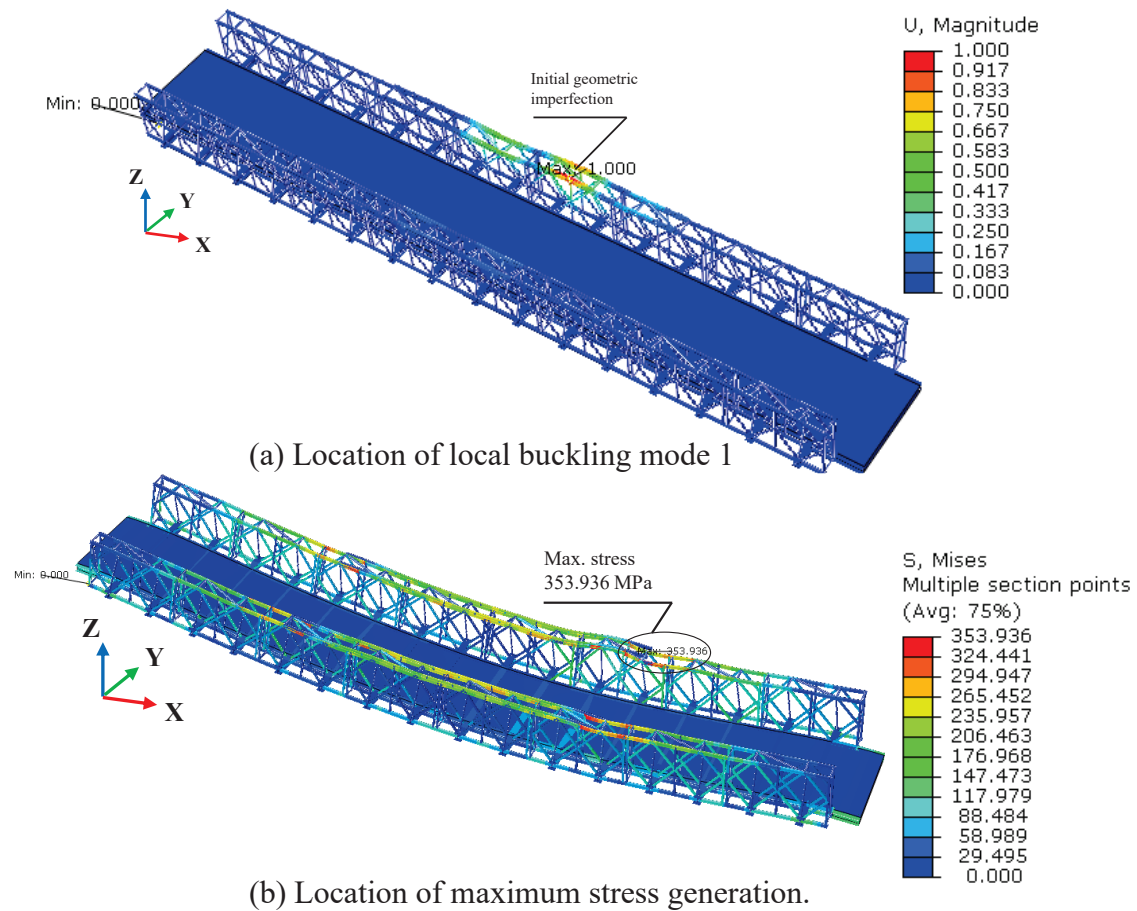 U, Magnitude
1.000
0.917
0.833
0.750
0.667
0.583
0.500
0.417
0.333
0.250
0.167
0.083
0.000
Initial geometric
imperfection
Min: 0.000
Max: 1.000
Z
Y
X
(a) Location of local buckling mode 1
Max. stress
353.936 MPa
Min: 0.000
Max: 353.936
Z
Y
X
S, Mises
Multiple section points
(Avg: 75%)
353.936
324.441
294.947
265.452
235.957
206.463
176.968
147.473
117.979
88.484
58.989
29.495
0.000
(b) Location of maximum stress generation.